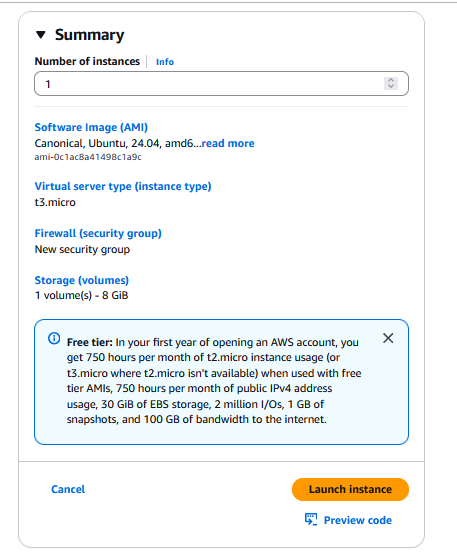 Summary
Number of instances Info
1
Software Image (AMI)
Canonical, Ubuntu, 24.04, amd6...read more
ami-0c1ac8a41498c1a9c
Virtual server type (instance type)
t3.micro
Firewall (security group)
New security group
Storage (volumes)
1 volume(s) - 8 GiB
Free tier: In your first year of opening an AWS account, you
get 750 hours per month of t2.micro instance usage (or
t3.micro where t2.micro isn't available) when used with free
tier AMIs, 750 hours per month of public IPv4 address
usage, 30 GiB of EBS storage, 2 million I/Os, 1 GB of
snapshots, and 100 GB of bandwidth to the internet.
Cancel
Launch instance
Preview code